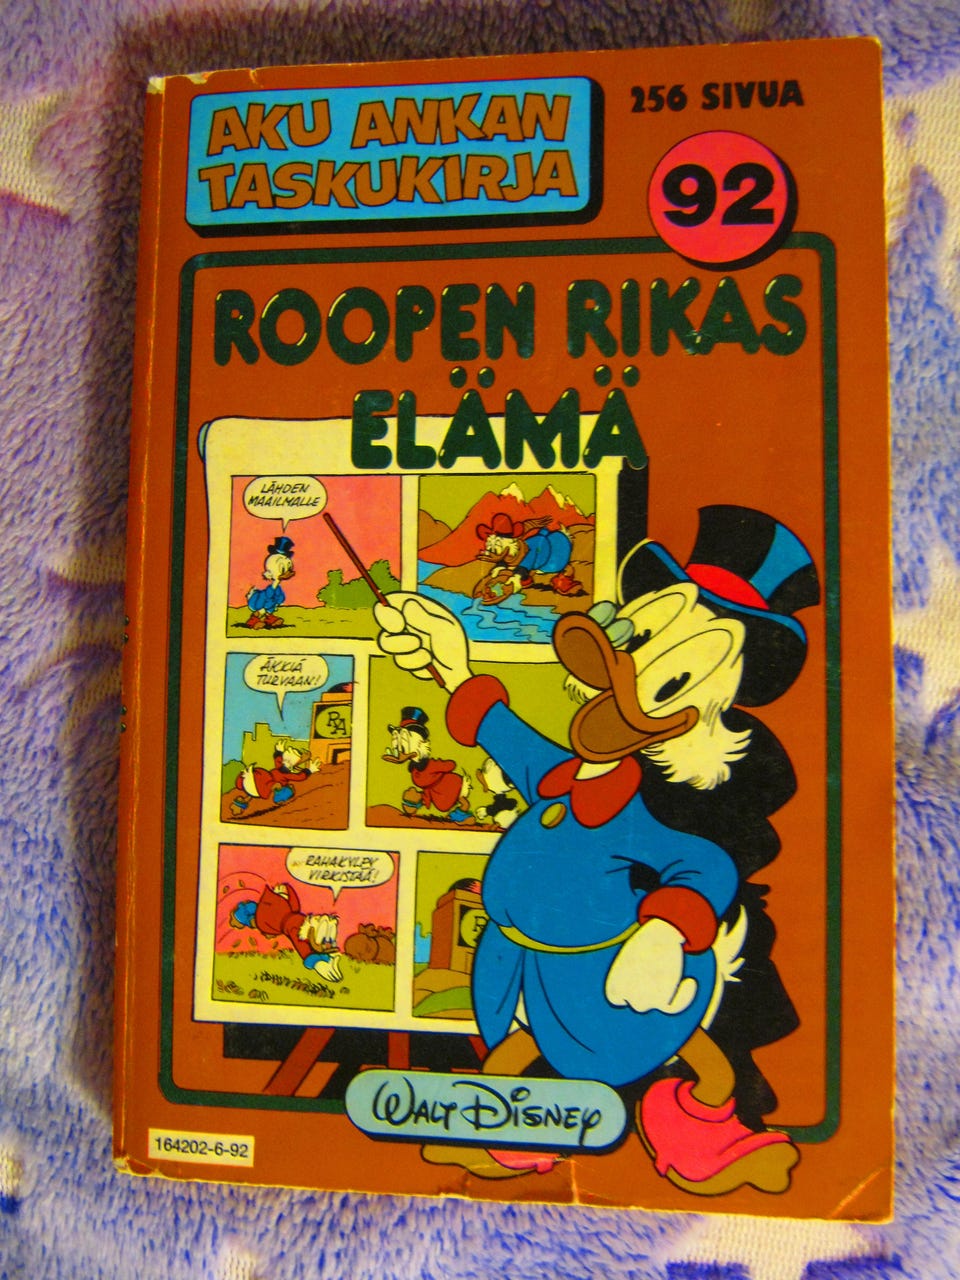 AKU ANKAN
TASKUKIRJA
256 SIVUA
92
ROOPEN RIKAS
ELÄMÄ
LÄHDEN
MAAILMALLE
ÄKKIÄ
TURVAAN!
RA
RAHAKYLPY
VIRKISTÄÄ!
WALT DISNEY
164202-6-92